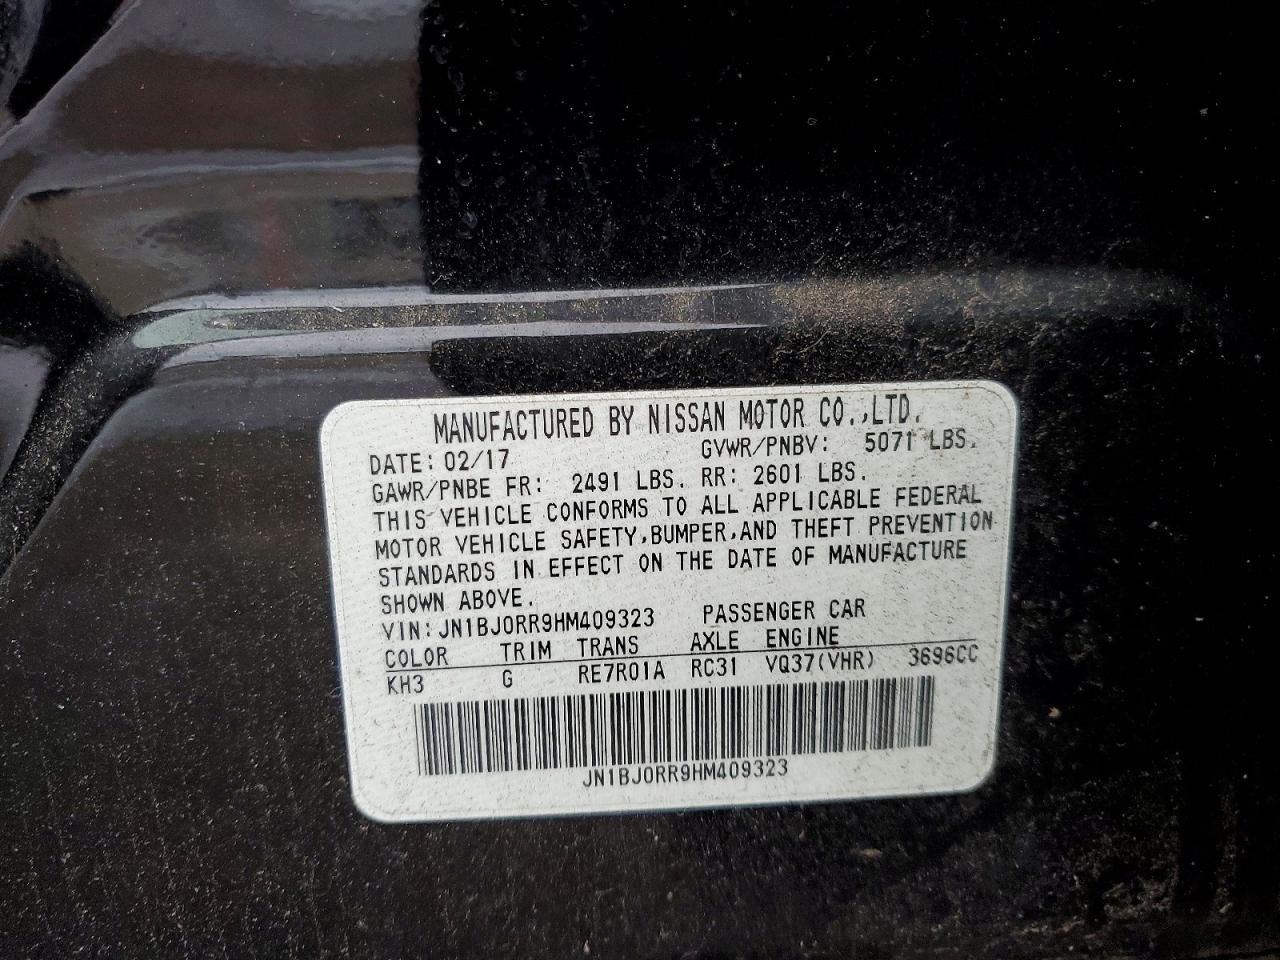 MANUFACTURED BY NISSAN MOTOR CO.,LTD.
DATE: 02/17 GVWR/PNBV: 5071 LBS.
GAWR/PNBE FR: 2491 LBS. RR: 2601 LBS.
THIS VEHICLE CONFORMS TO ALL APPLICABLE FEDERAL
MOTOR VEHICLE SAFETY,BUMPER,AND THEFT PREVENTION
STANDARDS IN EFFECT ON THE DATE OF MANUFACTURE
SHOWN ABOVE.
VIN:JN1BJ0RR9HM409323 PASSENGER CAR
COLOR TRIM TRANS AXLE ENGINE
KH3 G RE7R01A RC31 VQ37(VHR) 3696CC
JN1BJ0RR9HM409323